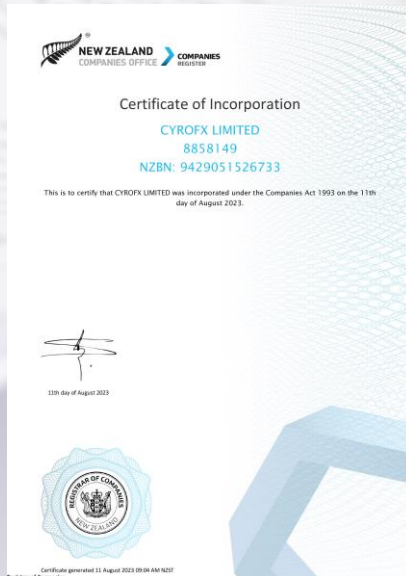 NEW ZEALAND
COMPANIES OFFICE
COMPANIES
REGISTER
Certificate of Incorporation
CYROFX LIMITED
8858149
NZBN: 9429051526733
This is to certify that CYROFX LIMITED was incorporated under the Companies Act 1993 on the 11th
day of August 2023.
11th day of August 2023
REGISTRAR OF COMPANIES
NEW ZEALAND
Certificate generated 11 August 2023 09:04 AM NZST